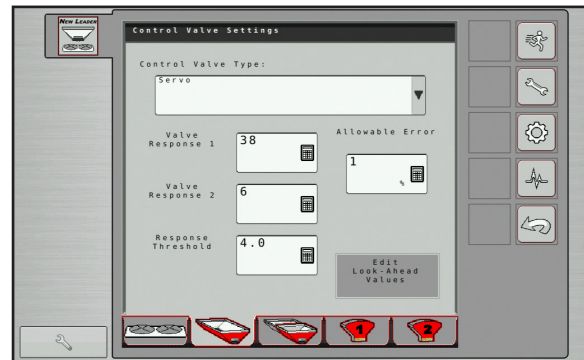 New Leader
Control Valve Settings
Control Valve Type:
Servo
Valve
Response 1
38
Allowable Error
1
%
Valve
Response 2
6
Response
Threshold
4.0
Edit
Look-Ahead
Values
1
2